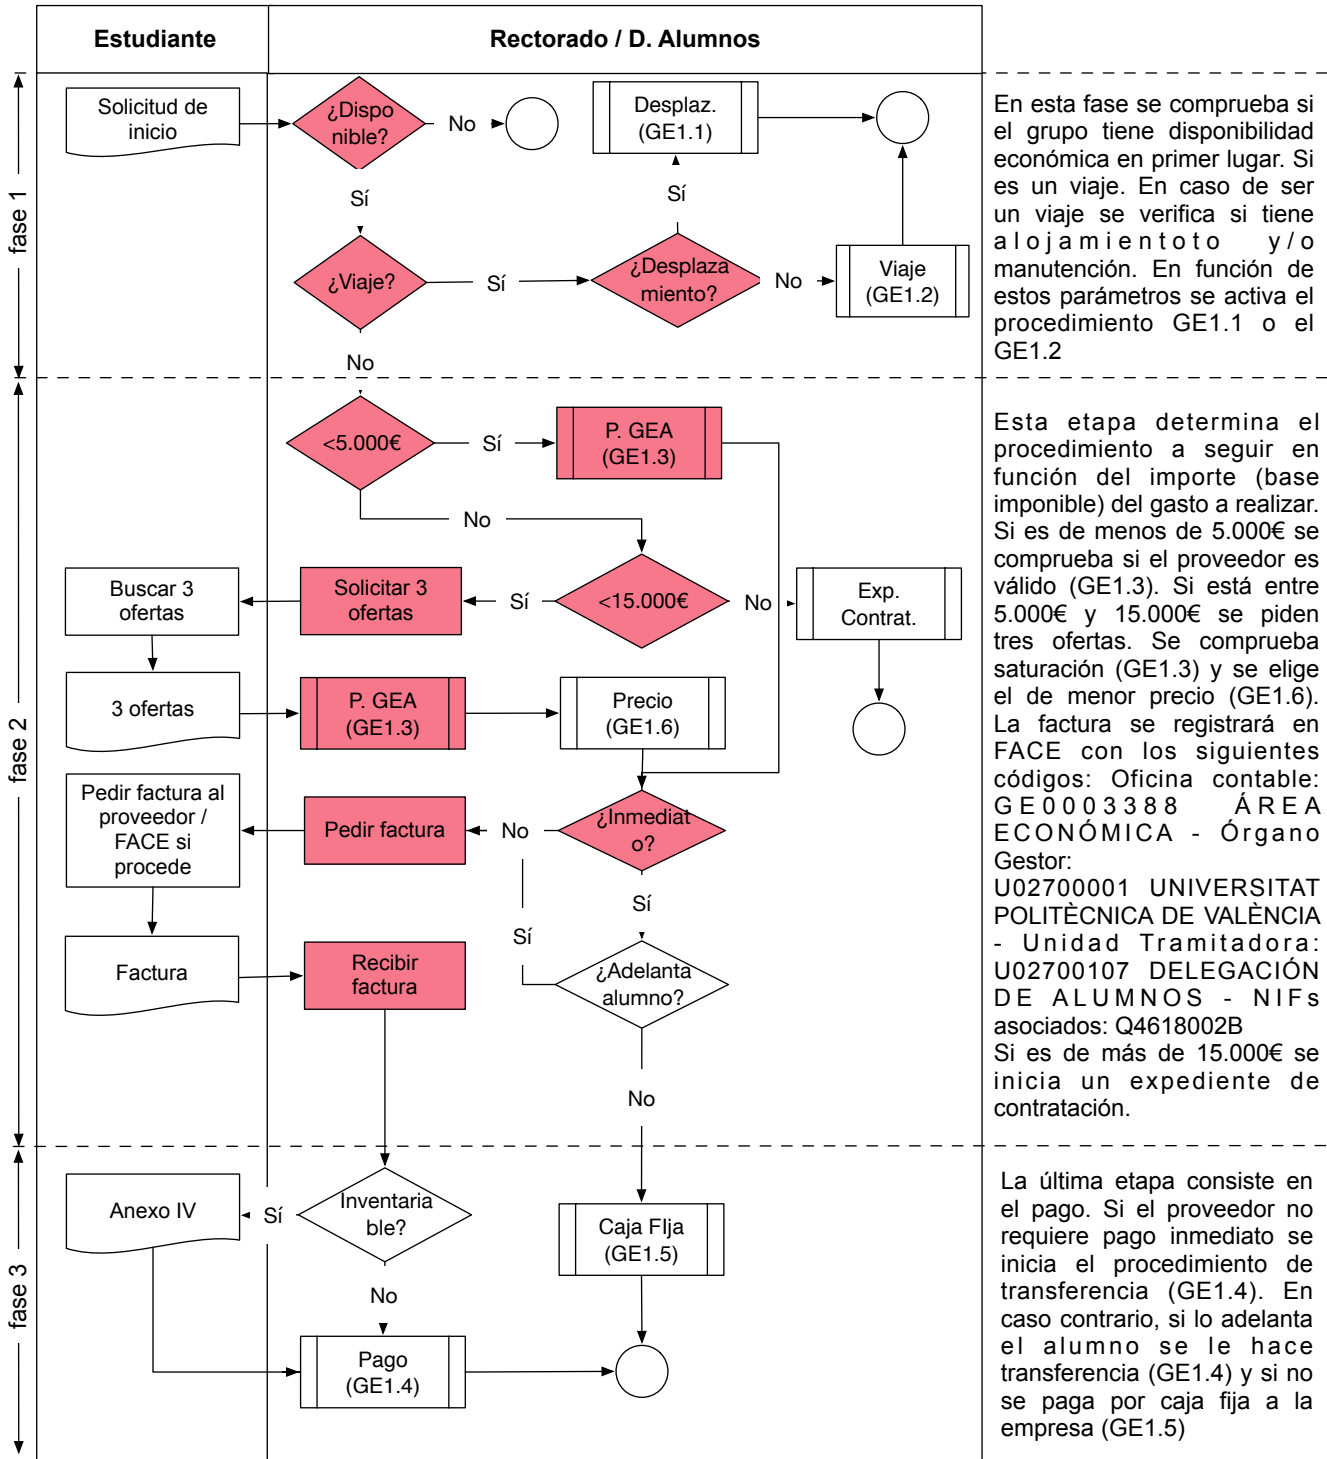 Estudiante
Rectorado / D. Alumnos
fase 1
Solicitud de
inicio
¿Dispo
nible?
No
Desplaz.
(GE1.1)
Sí
Sí
¿Viaje?
Sí
¿Desplaza
miento?
No
Viaje
(GE1.2)
No
En esta fase se comprueba si
el grupo tiene disponibilidad
económica en primer lugar. Si
es un viaje. En caso de ser
un viaje se verifica si tiene
alojamientoto y/o
manutención. En función de
estos parámetros se activa el
procedimiento GE1.1 o el
GE1.2
fase 2
<5.000€
Sí
P. GEA
(GE1.3)
No
Buscar 3
ofertas
Solicitar 3
ofertas
Sí
<15.000€
No
Exp.
Contrat.
3 ofertas
P. GEA
(GE1.3)
Precio
(GE1.6)
Pedir factura al
proveedor /
FACE si
procede
Pedir factura
No
¿Inmediat
o?
Sí
Sí
Factura
Recibir
factura
¿Adelanta
alumno?
No
Esta etapa determina el
procedimiento a seguir en
función del importe (base
imponible) del gasto a realizar.
Si es de menos de 5.000€ se
comprueba si el proveedor es
válido (GE1.3). Si está entre
5.000€ y 15.000€ se piden
tres ofertas. Se comprueba
saturación (GE1.3) y se elige
el de menor precio (GE1.6).
La factura se registrará en
FACE con los siguientes
códigos: Oficina contable:
GE0003388 ÁREA
ECONÓMICA - Órgano
Gestor:
U02700001 UNIVERSITAT
POLITÈCNICA DE VALÈNCIA
- Unidad Tramitadora:
U02700107 DELEGACIÓN
DE ALUMNOS - NIFs
asociados: Q4618002B
Si es de más de 15.000€ se
inicia un expediente de
contratación.
fase 3
Anexo IV
Sí
Inventaria
ble?
Caja FIja
(GE1.5)
No
Pago
(GE1.4)
La última etapa consiste en
el pago. Si el proveedor no
requiere pago inmediato se
inicia el procedimiento de
transferencia (GE1.4). En
caso contrario, si lo adelanta
el alumno se le hace
transferencia (GE1.4) y si no
se paga por caja fija a la
empresa (GE1.5)